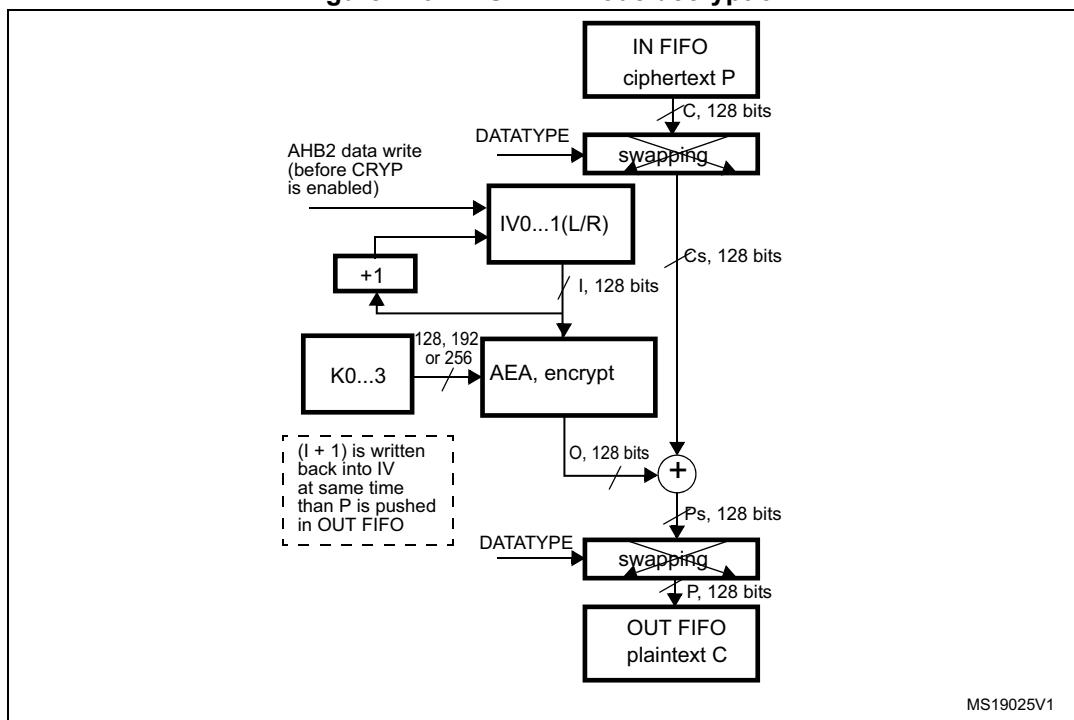 IN FIFO
ciphertext P
C, 128 bits
DATATYPE
swapping
AHB2 data write
(before CRYP
is enabled)
IV0...1(L/R)
Cs, 128 bits
+1
I, 128 bits
128, 192
or 256
K0...3
AEA, encrypt
(I + 1) is written
back into IV
at same time
than P is pushed
in OUT FIFO
O, 128 bits
+
Ps, 128 bits
DATATYPE
swapping
P, 128 bits
OUT FIFO
plaintext C
MS19025V1